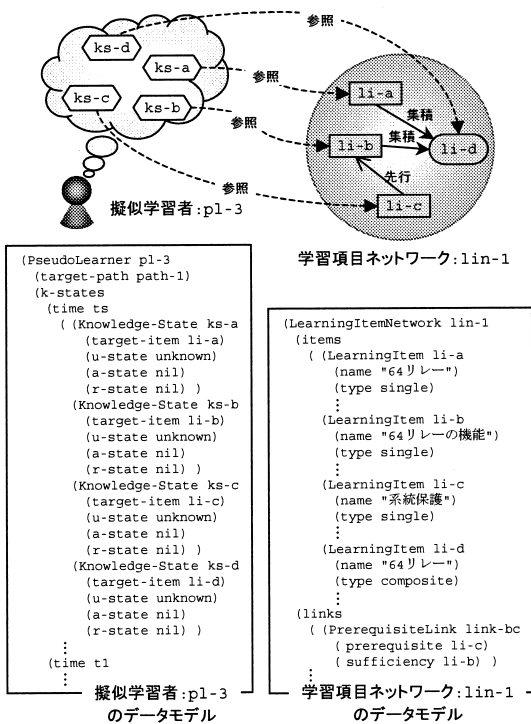 ks-d
ks-a
ks-c
ks-b
参照
参照
参照
参照
li-a
集積
li-b
集積
li-d
先行
li-c
擬似学習者:pl-3
学習項目ネットワーク:lin-1
(PseudoLearner pl-3
(target-path path-1)
(k-states
(time ts
( (Knowledge-State ks-a
(target-item li-a)
(u-state unknown)
(a-state nil)
(r-state nil) )
(Knowledge-State ks-b
(target-item li-b)
(u-state unknown)
(a-state nil)
(r-state nil) )
(Knowledge-State ks-c
(target-item li-c)
(u-state unknown)
(a-state nil)
(r-state nil) )
(Knowledge-State ks-d
(target-item li-d)
(u-state unknown)
(a-state nil)
(r-state nil) )
⋮
(time t1
⋮
擬似学習者:pl-3
のデータモデル
(LearningItemNetwork lin-1
(items
( (LearningItem li-a
(name "64リレー")
(type single)
⋮
(LearningItem li-b
(name "64リレーの機能")
(type single)
⋮
(LearningItem li-c
(name "系統保護")
(type single)
⋮
(LearningItem li-d
(name "64リレー")
(type composite)
⋮
(links
( (PrerequisiteLink link-bc
( prerequisite li-c)
( sufficiency li-b) )
⋮
学習項目ネットワーク:lin-1
のデータモデル